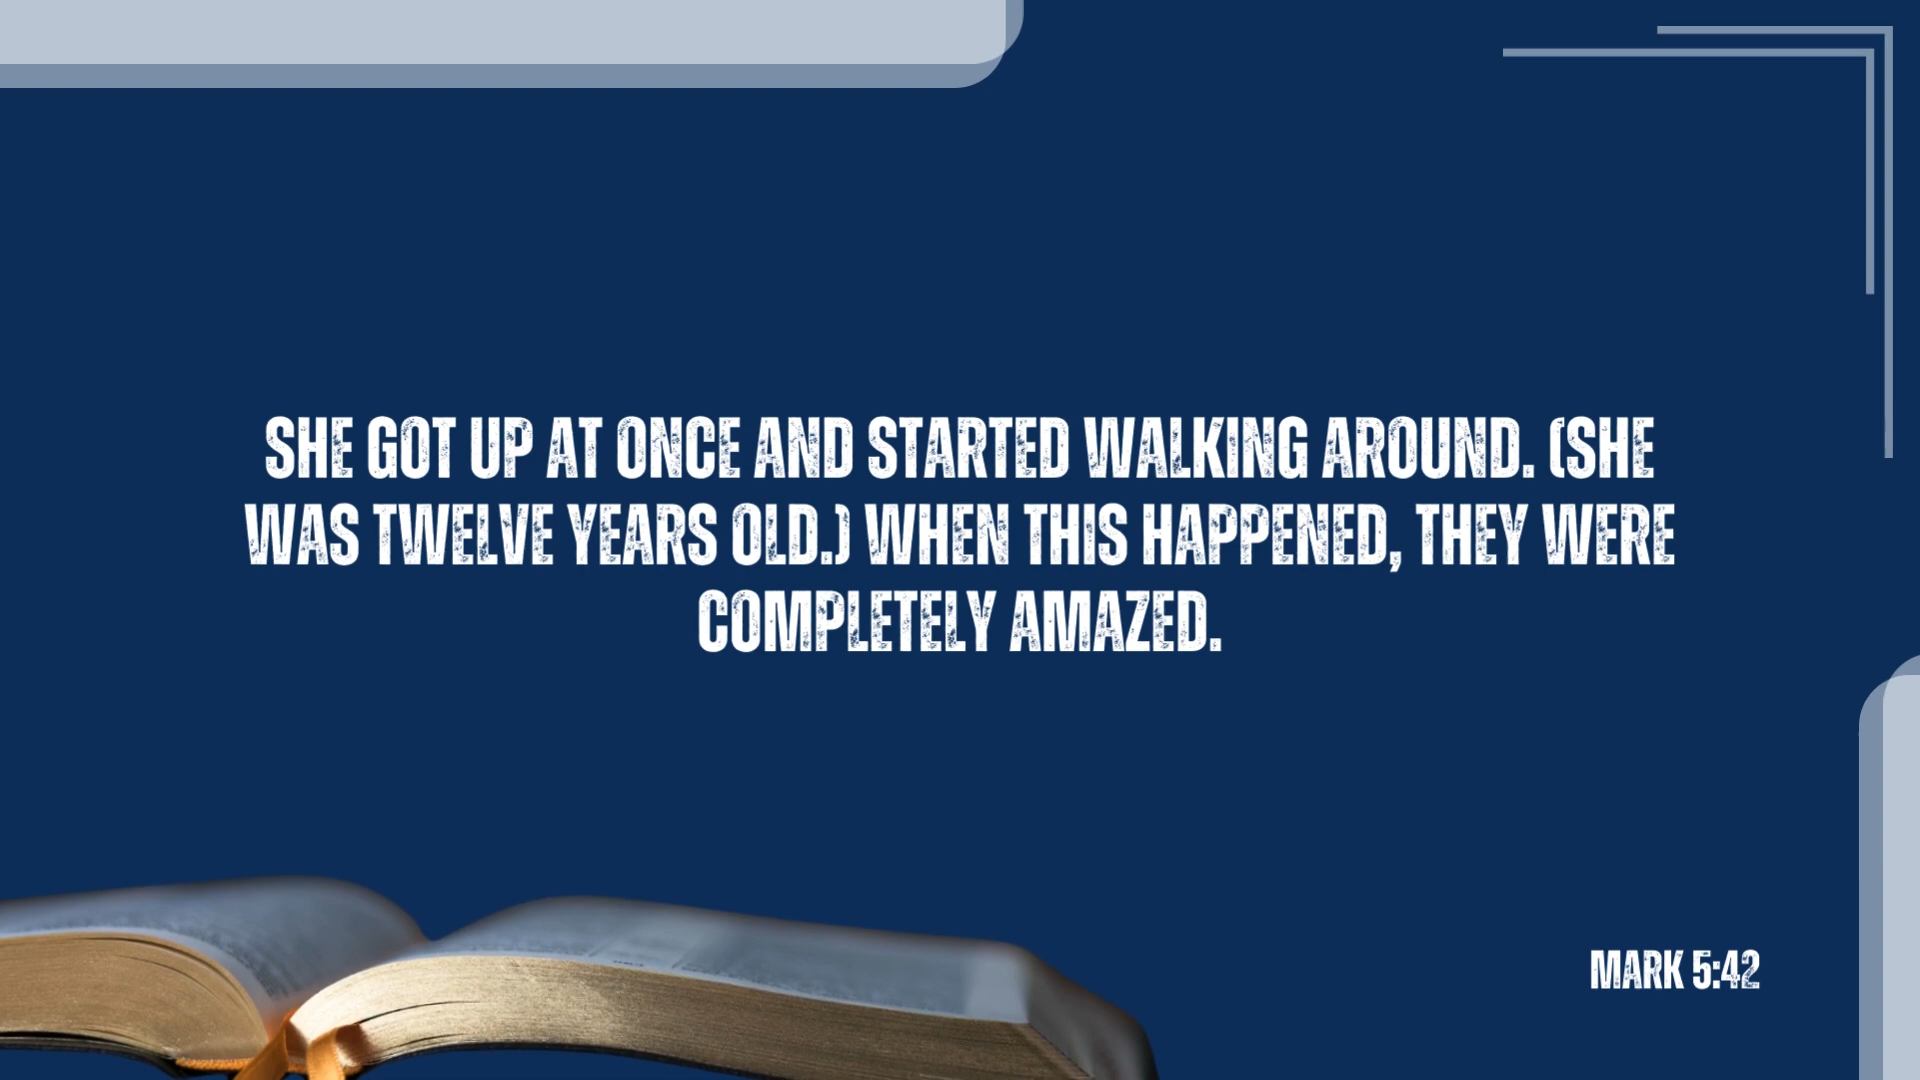 SHE GOT UP AT ONCE AND STARTED WALKING AROUND. (SHE
WAS TWELVE YEARS OLD.) WHEN THIS HAPPENED, THEY WERE
COMPLETELY AMAZED.
MARK 5:42